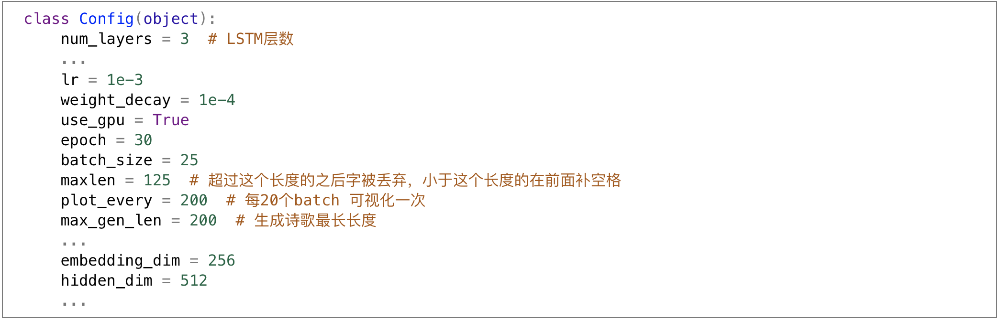 class Config(object):
    num_layers = 3  # LSTM层数
    ...
    lr = 1e-3
    weight_decay = 1e-4
    use_gpu = True
    epoch = 30
    batch_size = 25
    maxlen = 125  # 超过这个长度的之后字被丢弃，小于这个长度的在前面补空格
    plot_every = 200  # 每20个batch 可视化一次
    max_gen_len = 200  # 生成诗歌最长长度
    ...
    embedding_dim = 256
    hidden_dim = 512
    ...